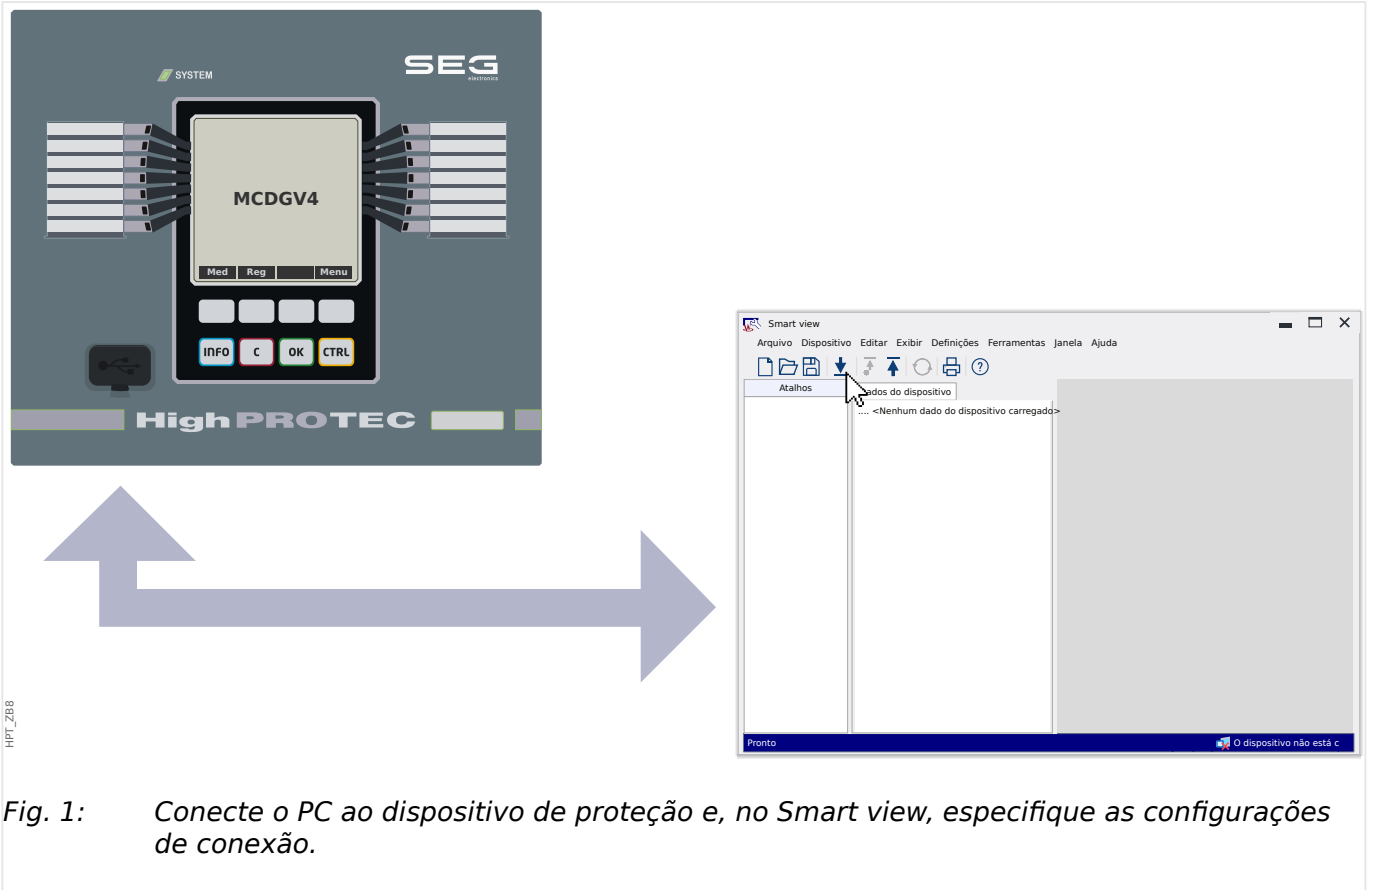 SYSTEM
SEG
electronics
MCDGV4
Med Reg Menu
INFO C OK CTRL
HighPROTEC
Smart view
Arquivo Dispositivo Editar Exibir Definições Ferramentas Janela Ajuda
Atalhos
ados do dispositivo
.... <Nenhum dado do dispositivo carregado>
Pronto
O dispositivo não está c
HPT_ZB8
Fig. 1: Conecte o PC ao dispositivo de proteção e, no Smart view, especifique as configurações
de conexão.